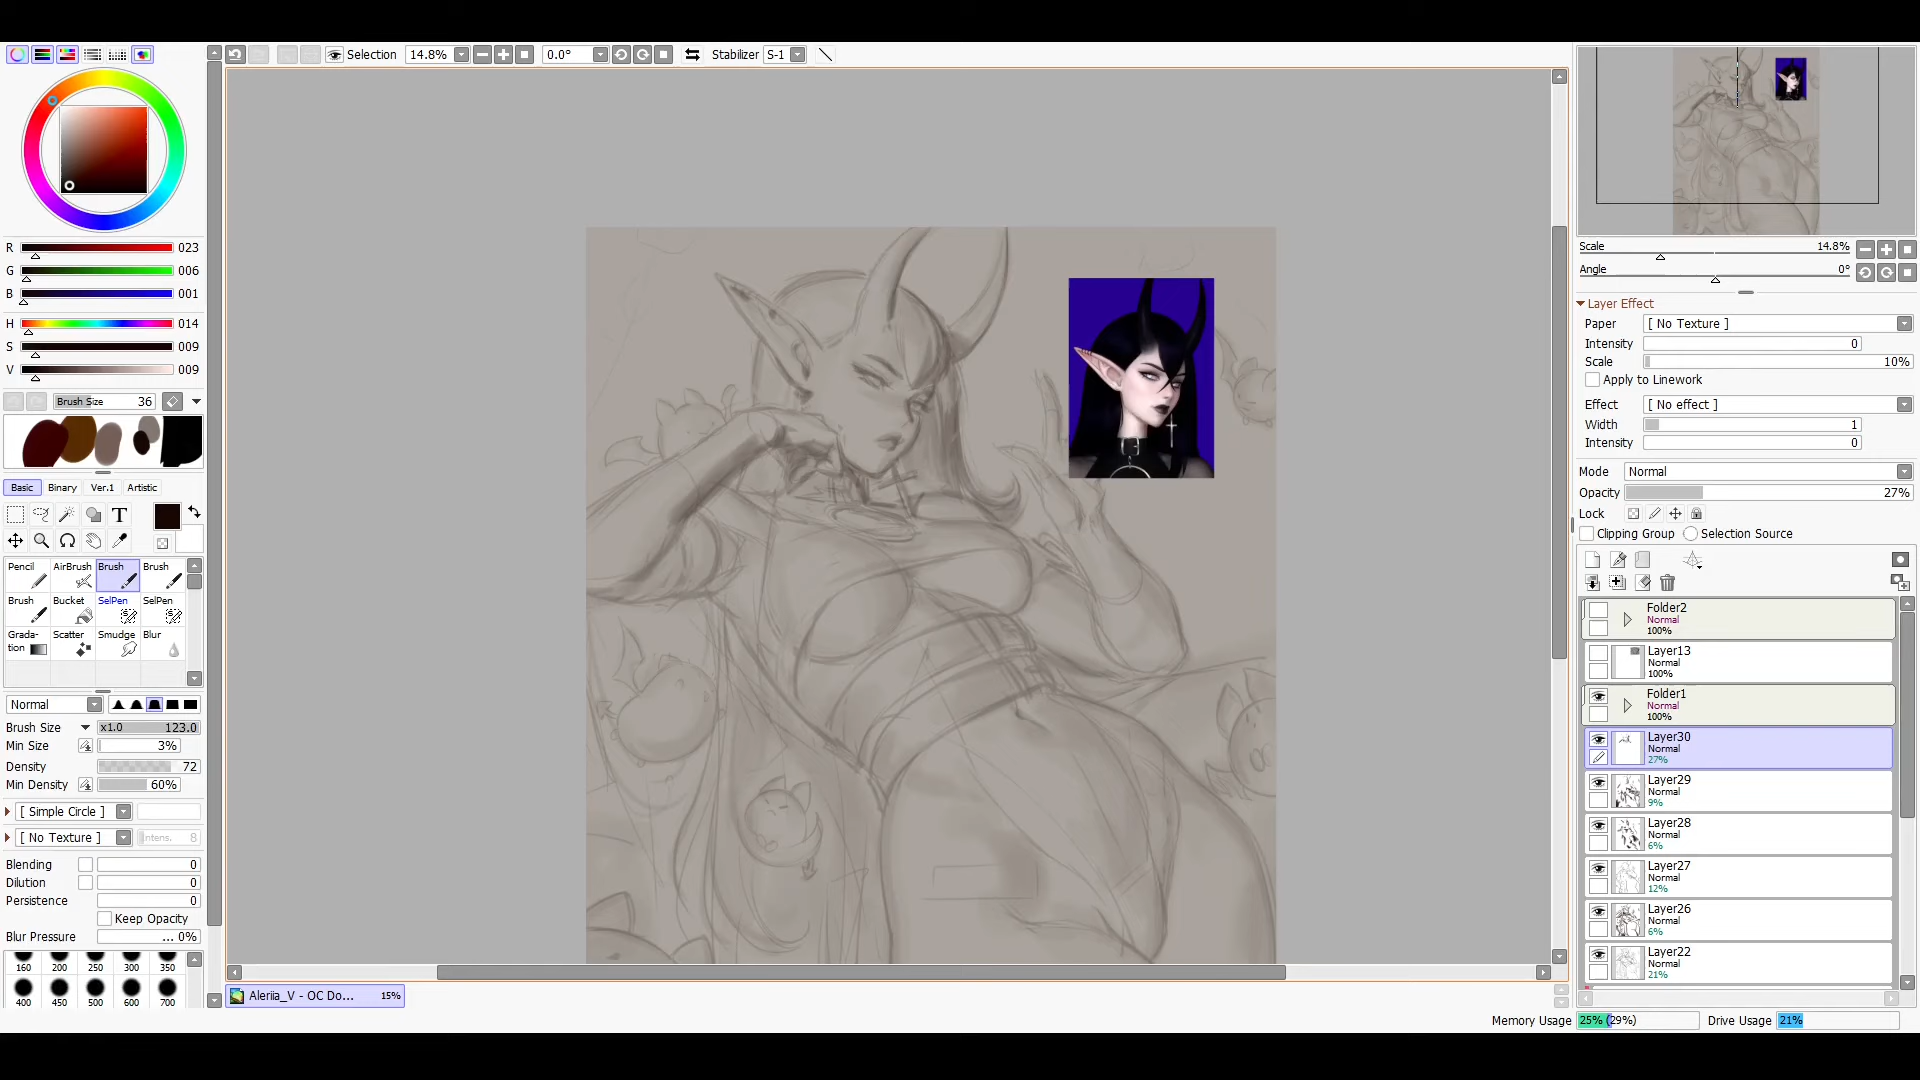 Selection 14.8% 0.0° Stabilizer S-1
R 023
G 006
B 001
H 014
S 009
V 009
Brush Size 36
Basic Binary Ver.1 Artistic
T
Pencil AirBrush Brush Brush
Brush Bucket SelPen SelPen
Grada- Scatter Smudge Blur
tion
Normal
Brush Size x1.0 123.0
Min Size 3%
Density 72
Min Density 60%
[ Simple Circle ]
[ No Texture ] Intens. 8
Blending 0
Dilution 0
Persistence 0
Keep Opacity
Blur Pressure ... 0%
160 200 250 300 350
400 450 500 600 700
Aleriia_V - OC Do... 15%
Scale 14.8%
Angle 0°
Layer Effect
Paper [ No Texture ]
Intensity 0
Scale 10%
Apply to Linework
Effect [ No effect ]
Width 1
Intensity 0
Mode Normal
Opacity 27%
Lock
Clipping Group Selection Source
Folder2
Normal
100%
Layer13
Normal
100%
Folder1
Normal
100%
Layer30
Normal
27%
Layer29
Normal
9%
Layer28
Normal
6%
Layer27
Normal
12%
Layer26
Normal
6%
Layer22
Normal
21%
Memory Usage 25% (29%) Drive Usage 21%